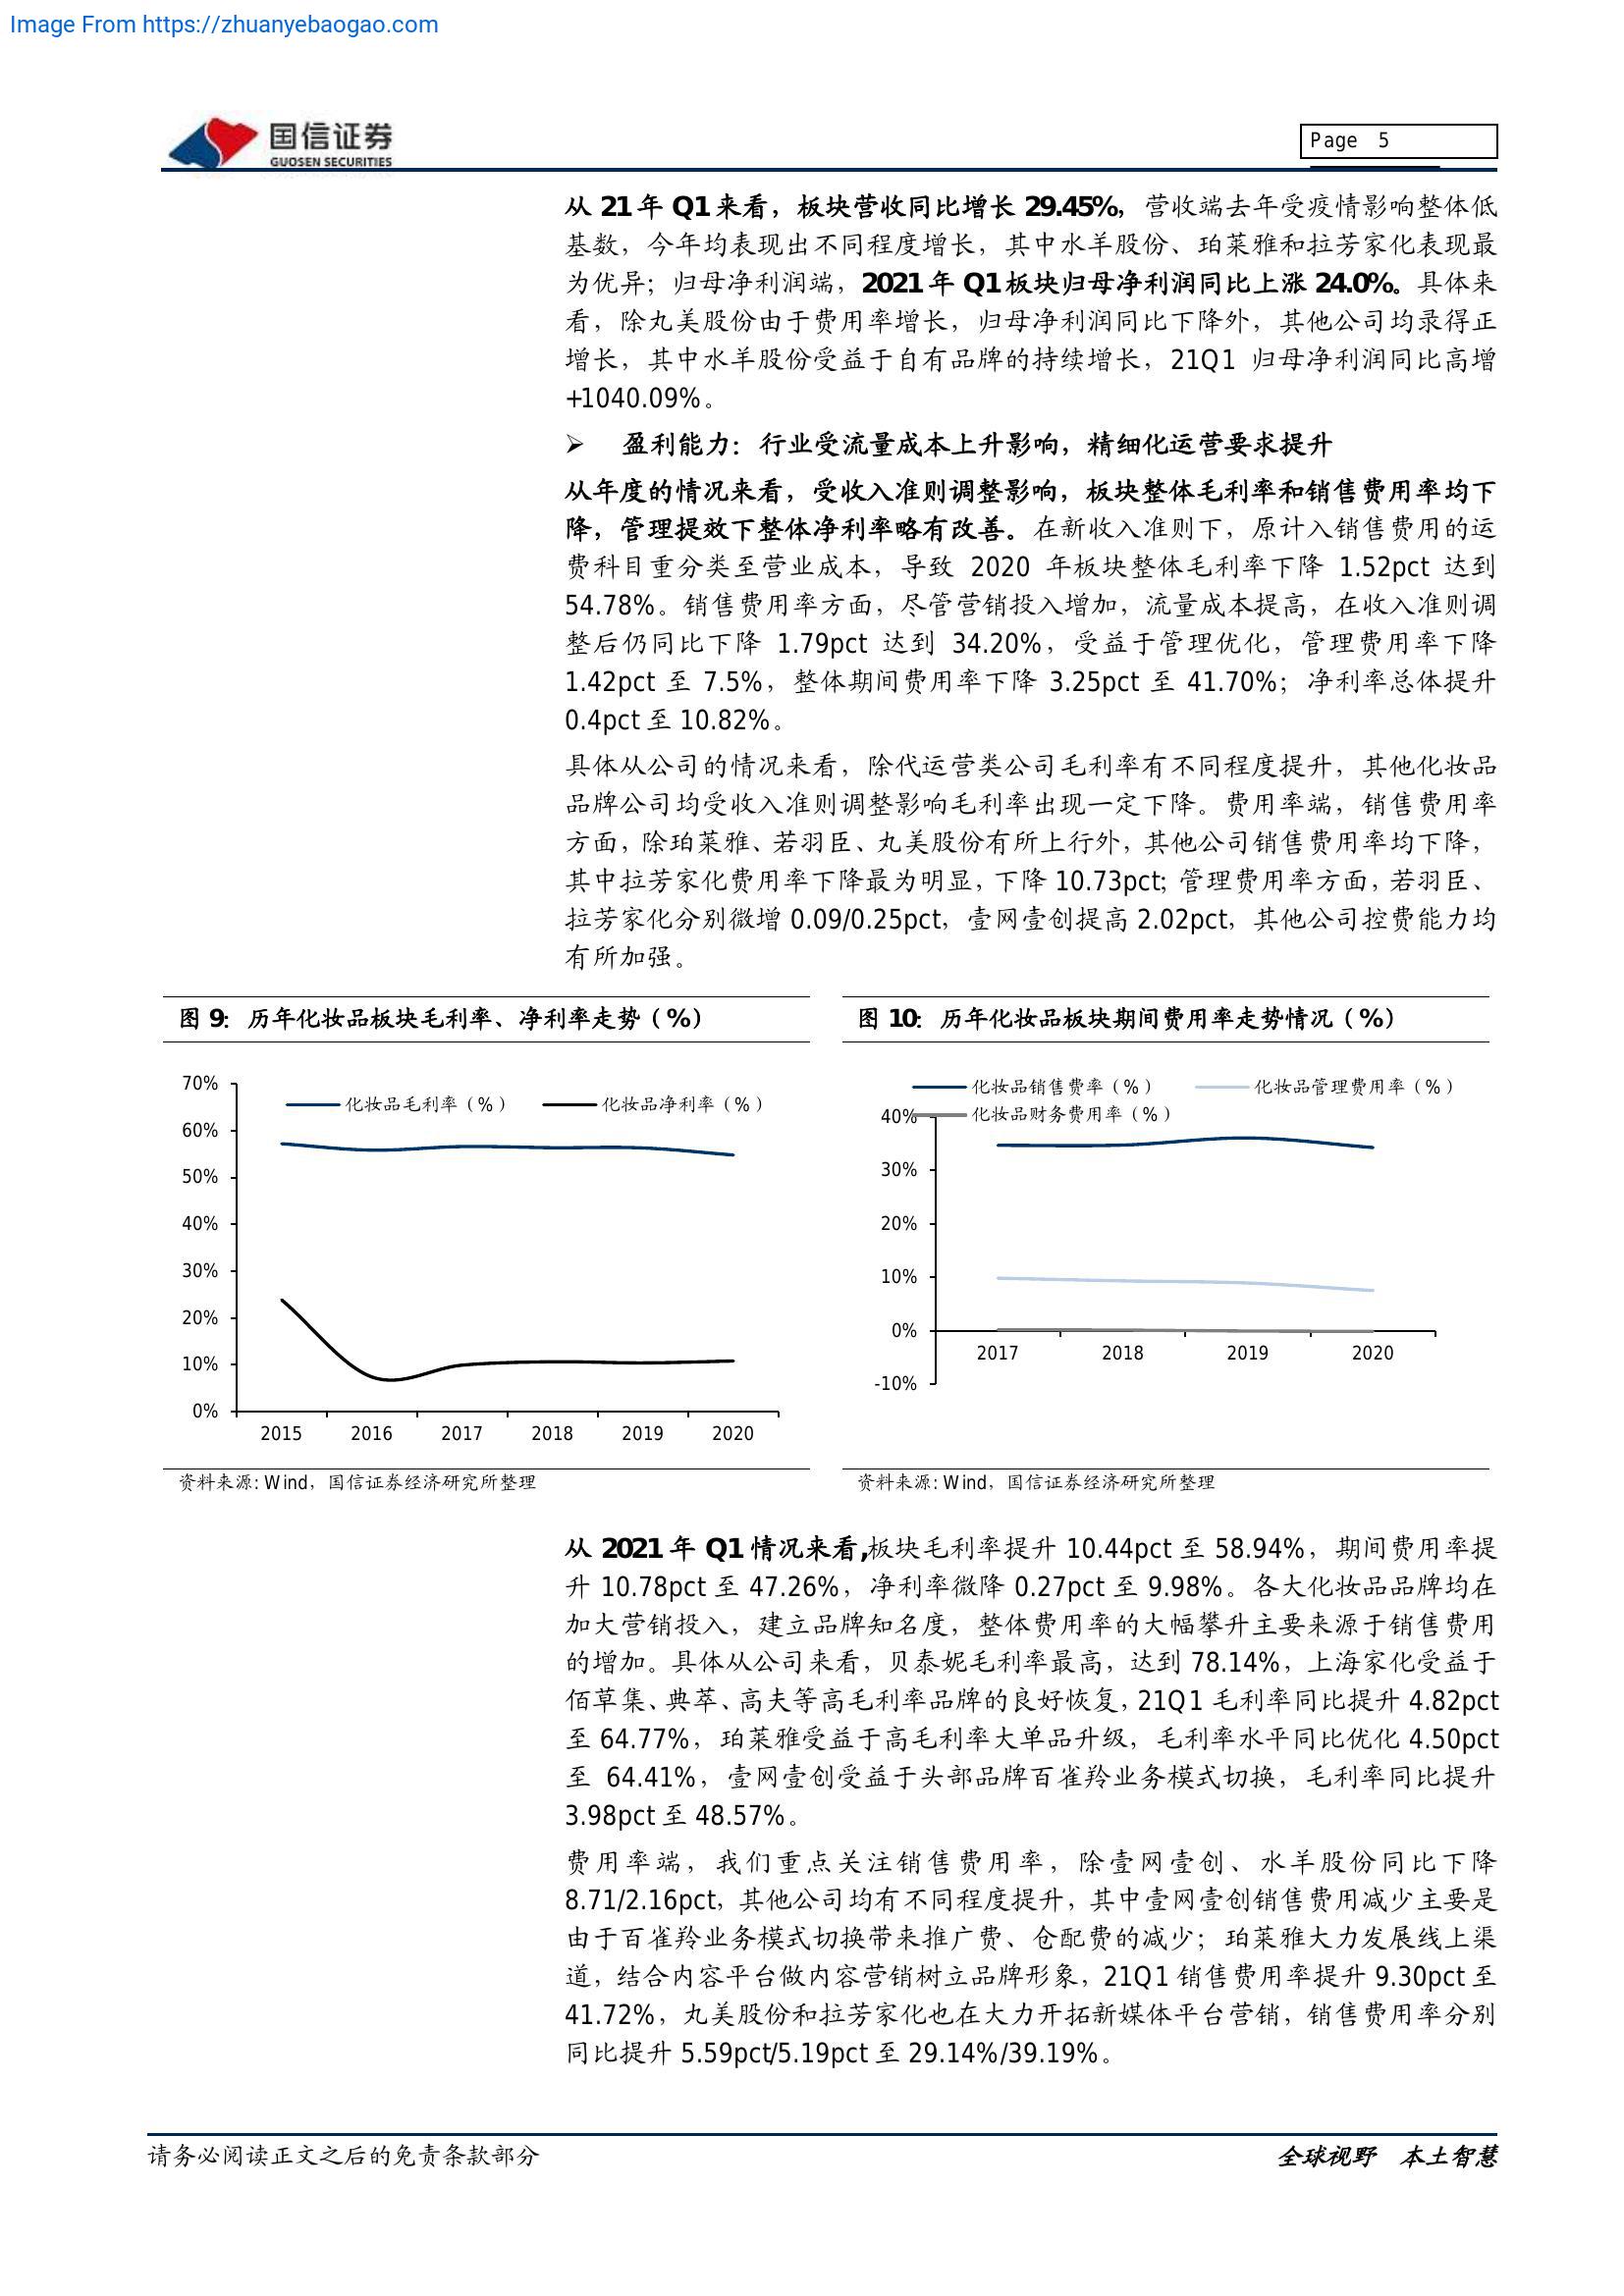 Image From https://zhuanyebaogao.com
国信证券
GUOSEN SECURITIES
Page 5
从 21 年 Q1 来看，板块营收同比增长 29.45%，营收端去年受疫情影响整体低
基数，今年均表现出不同程度增长，其中水羊股份、珀莱雅和拉芳家化表现最
为优异；归母净利润端，2021 年 Q1 板块归母净利润同比上涨 24.0%。具体来
看，除丸美股份由于费用率增长，归母净利润同比下降外，其他公司均录得正
增长，其中水羊股份受益于自有品牌的持续增长，21Q1 归母净利润同比高增
+1040.09%。
➢ 盈利能力：行业受流量成本上升影响，精细化运营要求提升
从年度的情况来看，受收入准则调整影响，板块整体毛利率和销售费用率均下
降，管理提效下整体净利率略有改善。在新收入准则下，原计入销售费用的运
费科目重分类至营业成本，导致 2020 年板块整体毛利率下降 1.52pct 达到
54.78%。销售费用率方面，尽管营销投入增加，流量成本提高，在收入准则调
整后仍同比下降 1.79pct 达到 34.20%，受益于管理优化，管理费用率下降
1.42pct 至 7.5%，整体期间费用率下降 3.25pct 至 41.70%；净利率总体提升
0.4pct 至 10.82%。
具体从公司的情况来看，除代运营类公司毛利率有不同程度提升，其他化妆品
品牌公司均受收入准则调整影响毛利率出现一定下降。费用率端，销售费用率
方面，除珀莱雅、若羽臣、丸美股份有所上行外，其他公司销售费用率均下降，
其中拉芳家化费用率下降最为明显，下降 10.73pct；管理费用率方面，若羽臣、
拉芳家化分别微增 0.09/0.25pct，壹网壹创提高 2.02pct，其他公司控费能力均
有所加强。
图 9：历年化妆品板块毛利率、净利率走势（%）
70%
60%
50%
40%
30%
20%
10%
0%
化妆品毛利率（%） 化妆品净利率（%）
2015 2016 2017 2018 2019 2020
资料来源: Wind，国信证券经济研究所整理
图 10：历年化妆品板块期间费用率走势情况（%）
化妆品销售费率（%） 化妆品管理费用率（%）
化妆品财务费用率（%）
40%
30%
20%
10%
0%
-10%
2017 2018 2019 2020
资料来源: Wind，国信证券经济研究所整理
从 2021 年 Q1 情况来看,板块毛利率提升 10.44pct 至 58.94%，期间费用率提
升 10.78pct 至 47.26%，净利率微降 0.27pct 至 9.98%。各大化妆品品牌均在
加大营销投入，建立品牌知名度，整体费用率的大幅攀升主要来源于销售费用
的增加。具体从公司来看，贝泰妮毛利率最高，达到 78.14%，上海家化受益于
佰草集、典萃、高夫等高毛利率品牌的良好恢复，21Q1 毛利率同比提升 4.82pct
至 64.77%，珀莱雅受益于高毛利率大单品升级，毛利率水平同比优化 4.50pct
至 64.41%，壹网壹创受益于头部品牌百雀羚业务模式切换，毛利率同比提升
3.98pct 至 48.57%。
费用率端，我们重点关注销售费用率，除壹网壹创、水羊股份同比下降
8.71/2.16pct，其他公司均有不同程度提升，其中壹网壹创销售费用减少主要是
由于百雀羚业务模式切换带来推广费、仓配费的减少；珀莱雅大力发展线上渠
道，结合内容平台做内容营销树立品牌形象，21Q1 销售费用率提升 9.30pct 至
41.72%，丸美股份和拉芳家化也在大力开拓新媒体平台营销，销售费用率分别
同比提升 5.59pct/5.19pct 至 29.14%/39.19%。
请务必阅读正文之后的免责条款部分
全球视野 本土智慧